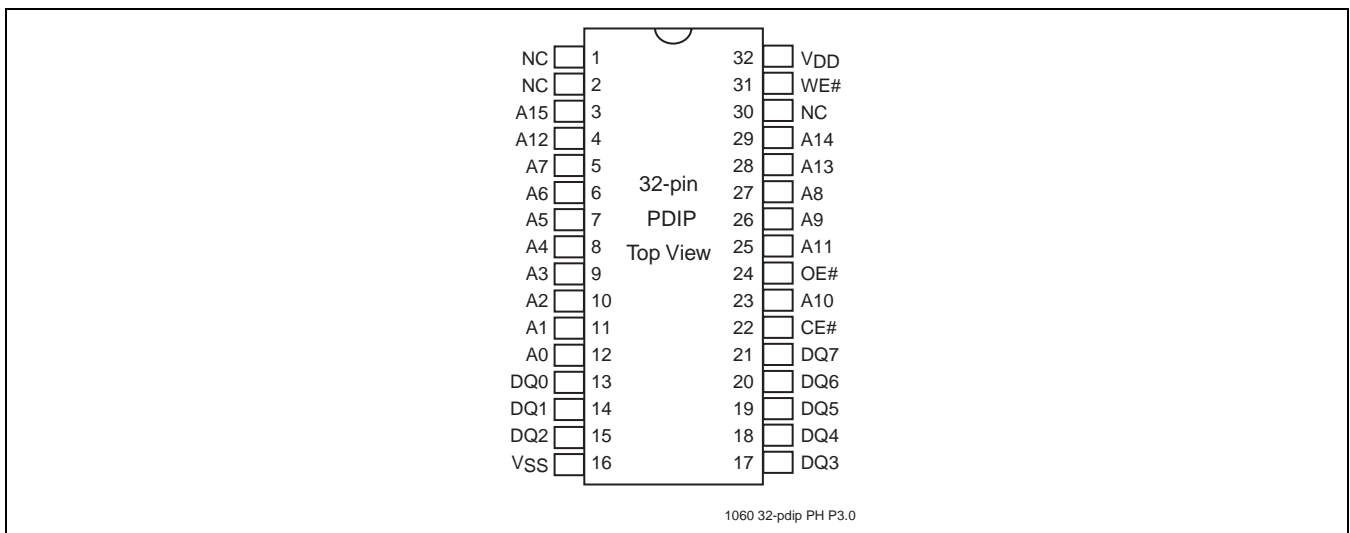 NC 1 32 VDD
NC 2 31 WE#
A15 3 30 NC
A12 4 29 A14
A7 5 28 A13
A6 6 32-pin 27 A8
A5 7 PDIP 26 A9
A4 8 Top View 25 A11
A3 9 24 OE#
A2 10 23 A10
A1 11 22 CE#
A0 12 21 DQ7
DQ0 13 20 DQ6
DQ1 14 19 DQ5
DQ2 15 18 DQ4
VSS 16 17 DQ3
1060 32-pdip PH P3.0